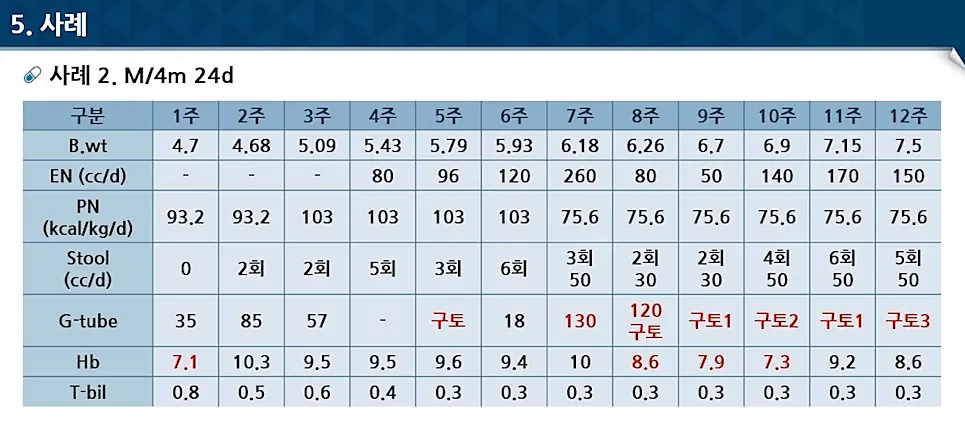 5. 사례
사례 2. M/4m 24d
구분 1주 2주 3주 4주 5주 6주 7주 8주 9주 10주 11주 12주
B.wt 4.7 4.68 5.09 5.43 5.79 5.93 6.18 6.26 6.7 6.9 7.15 7.5
EN (cc/d) - - - 80 96 120 260 80 50 140 170 150
PN
(kcal/kg/d) 93.2 93.2 103 103 103 103 75.6 75.6 75.6 75.6 75.6 75.6
Stool
(cc/d) 0 2회 2회 5회 3회 6회 3회 50 2회 30 2회 30 4회 50 6회 50 5회 50
G-tube 35 85 57 - 구토 18 130 120 구토 구토1 구토2 구토1 구토3
Hb 7.1 10.3 9.5 9.5 9.6 9.4 10 8.6 7.9 7.3 9.2 8.6
T-bil 0.8 0.5 0.6 0.4 0.3 0.3 0.3 0.3 0.3 0.3 0.3 0.3